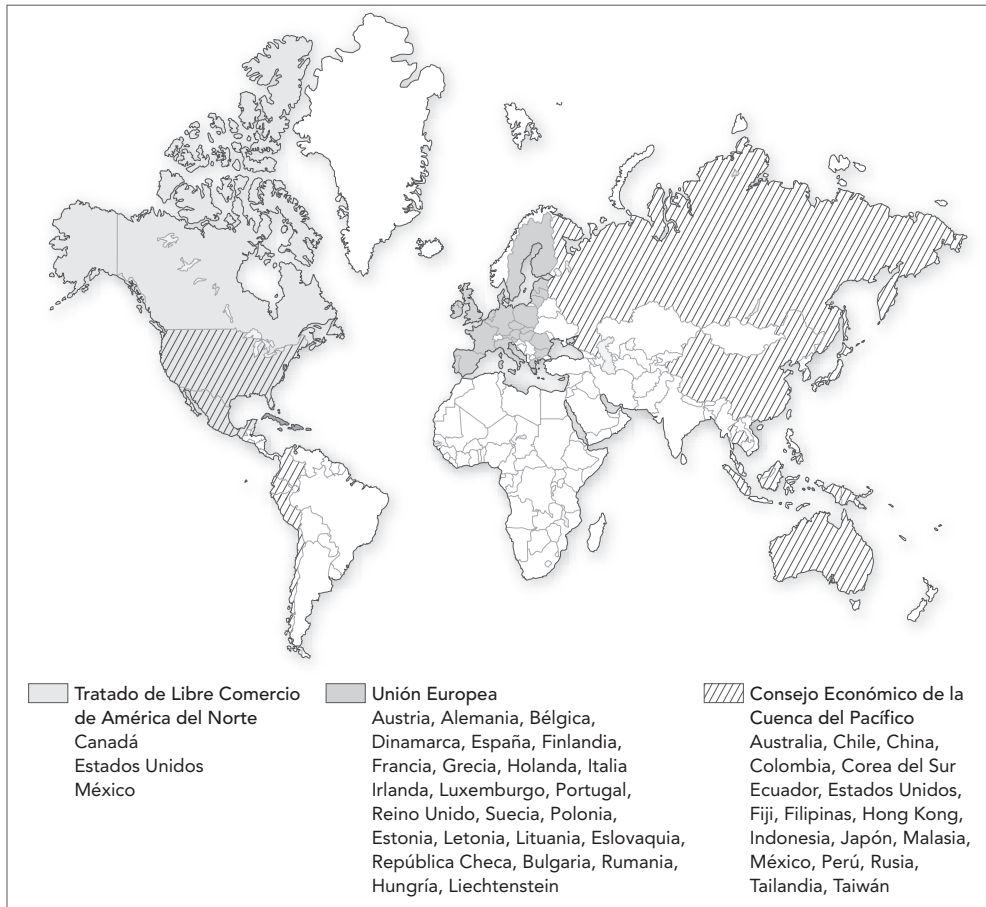 Tratado de Libre Comercio
de América del Norte
Canadá
Estados Unidos
México
Unión Europea
Austria, Alemania, Bélgica,
Dinamarca, España, Finlandia,
Francia, Grecia, Holanda, Italia
Irlanda, Luxemburgo, Portugal,
Reino Unido, Suecia, Polonia,
Estonia, Letonia, Lituania, Eslovaquia,
República Checa, Bulgaria, Rumania,
Hungría, Liechtenstein
Consejo Económico de la
Cuenca del Pacífico
Australia, Chile, China,
Colombia, Corea del Sur
Ecuador, Estados Unidos,
Fiji, Filipinas, Hong Kong,
Indonesia, Japón, Malasia,
México, Perú, Rusia,
Tailandia, Taiwán